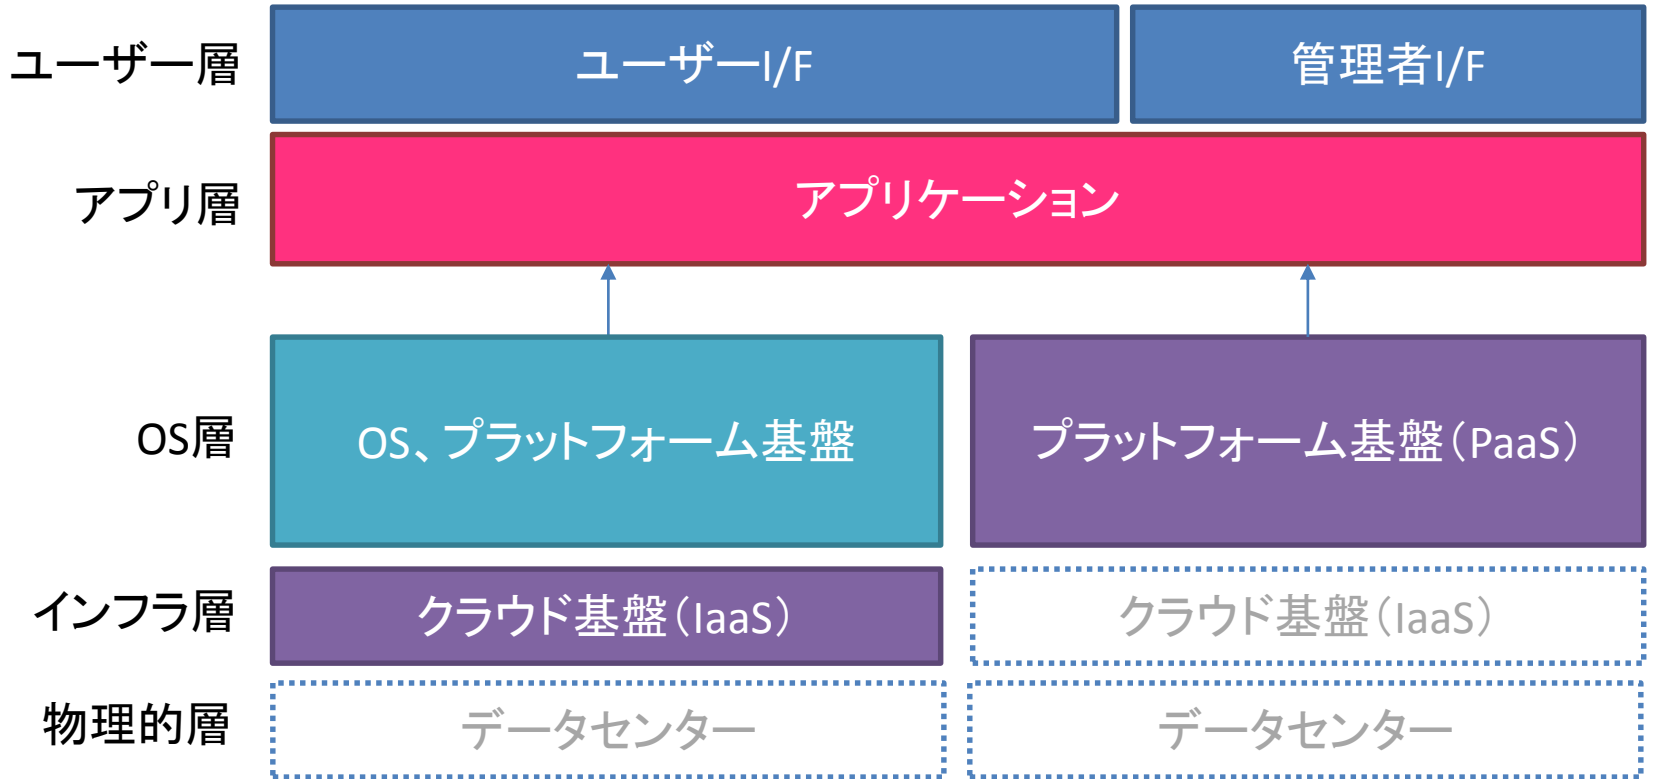 ユーザー層
ユーザーI/F
管理者I/F
アプリ層
アプリケーション
OS層
OS、プラットフォーム基盤
プラットフォーム基盤（PaaS）
インフラ層
クラウド基盤（IaaS）
クラウド基盤（IaaS）
物理的層
データセンター
データセンター